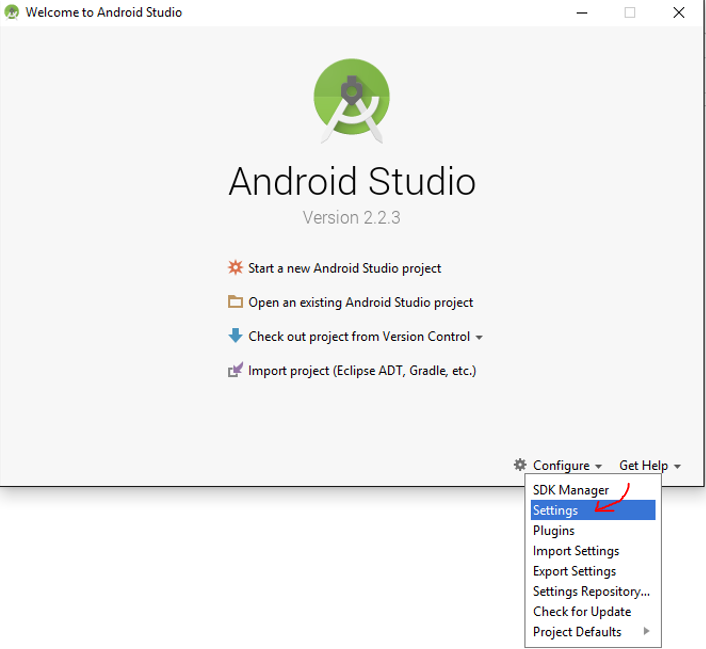 Welcome to Android Studio
Android Studio
Version 2.2.3
Start a new Android Studio project
Open an existing Android Studio project
Check out project from Version Control
Import project (Eclipse ADT, Gradle, etc.)
Configure Get Help
SDK Manager
Settings
Plugins
Import Settings
Export Settings
Settings Repository...
Check for Update
Project Defaults